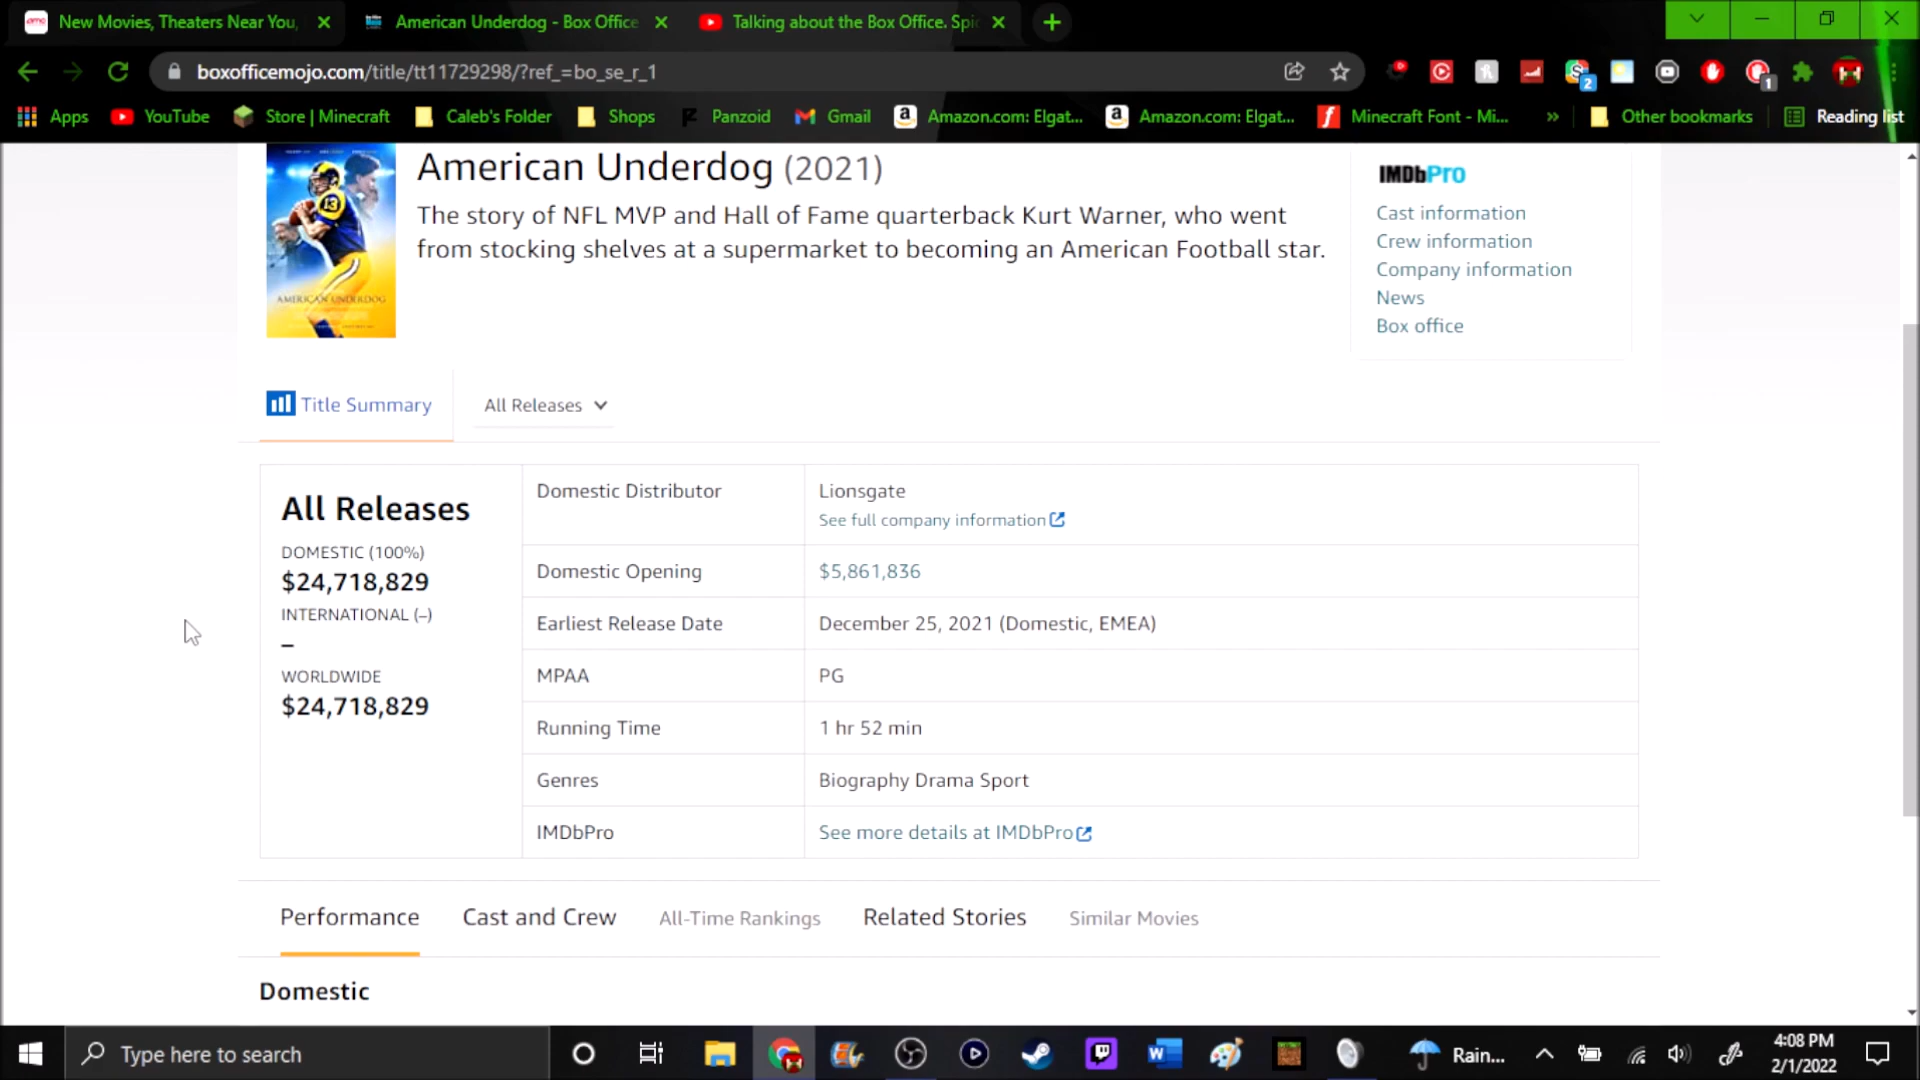 New Movies, Theaters Near You,
American Underdog - Box Office
Talking about the Box Office. Spi
boxofficemojo.com/title/tt11729298/?ref_=bo_se_r_1
2
1
Apps
YouTube
Store | Minecraft
Caleb's Folder
Shops
Panzoid
Gmail
Amazon.com: Elgat...
Amazon.com: Elgat...
Minecraft Font - Mi...
»
Other bookmarks
Reading list
American Underdog (2021)
The story of NFL MVP and Hall of Fame quarterback Kurt Warner, who went
from stocking shelves at a supermarket to becoming an American Football star.
13
AMERICAN UNDERDOG
IMDbPro
Cast information
Crew information
Company information
News
Box office
Title Summary
All Releases
All Releases
DOMESTIC (100%)
$24,718,829
INTERNATIONAL (–)
–
WORLDWIDE
$24,718,829
Domestic Distributor
Lionsgate
See full company information
Domestic Opening
$5,861,836
Earliest Release Date
December 25, 2021 (Domestic, EMEA)
MPAA
PG
Running Time
1 hr 52 min
Genres
Biography Drama Sport
IMDbPro
See more details at IMDbPro
Performance
Cast and Crew
All-Time Rankings
Related Stories
Similar Movies
Domestic
Type here to search
Rain...
4:08 PM
2/1/2022